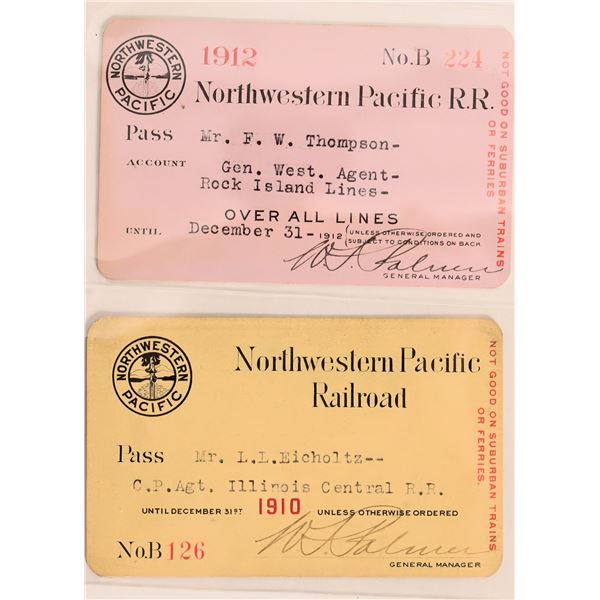 NORTHWESTERN
PACIFIC
1912 No.B 224
Northwestern Pacific R.R.
Pass Mr. F. W. Thompson-
ACCOUNT Gen. West. Agent-
Rock Island Lines-
OVER ALL LINES
UNTIL December 31- 1912 (UNLESS OTHERWISE ORDERED AND
SUBJECT TO CONDITIONS ON BACK
W. S. Palmer
GENERAL MANAGER
NOT GOOD ON SUBURBAN TRAINS
OR FERRIES
NORTHWESTERN
PACIFIC
Northwestern Pacific
Railroad
Pass Mr. L.L.Eicholtz--
C.P.Agt. Illinois Central R.R.
UNTIL DECEMBER 31ST 1910 UNLESS OTHERWISE ORDERED
No.B126 W. S. Palmer
GENERAL MANAGER
NOT GOOD ON SUBURBAN TRAINS
OR FERRIES.